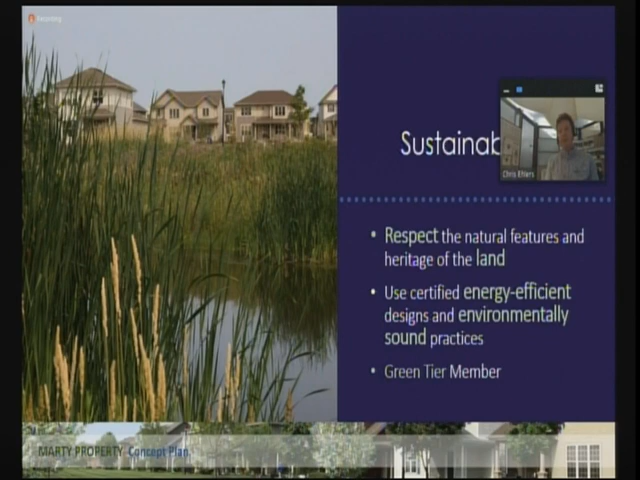 Recording
Sustainab
Chris Ehlers
• Respect the natural features and
heritage of the land
• Use certified energy-efficient
designs and environmentally
sound practices
• Green Tier Member
MARTY PROPERTY Concept Plan